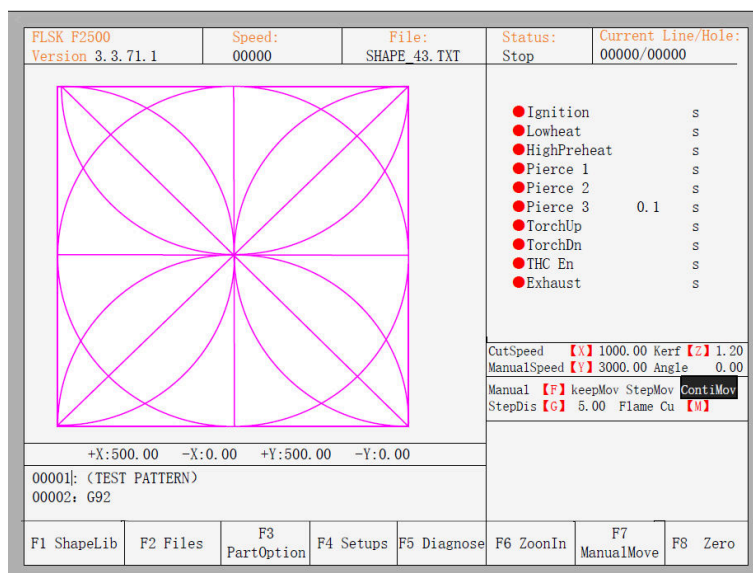 FLSK F2500 Speed: File: Status: Current Line/Hole:
Version 3.3.71.1 00000 SHAPE_43.TXT Stop 00000/00000
Ignition s
Lowheat s
HighPreheat s
Pierce 1 s
Pierce 2 s
Pierce 3 0.1 s
TorchUp s
TorchDn s
THC En s
Exhaust s
CutSpeed 【X】 1000.00 Kerf 【Z】 1.20
ManualSpeed 【Y】 3000.00 Angle 0.00
Manual 【F】 keepMov StepMov ContiMov
StepDis 【G】 5.00 Flame Cu 【M】
+X:500.00 -X:0.00 +Y:500.00 -Y:0.00
00001: (TEST PATTERN)
00002: G92
F1 ShapeLib F2 Files F3 PartOption F4 Setups F5 Diagnose F6 ZoonIn F7 ManualMove F8 Zero